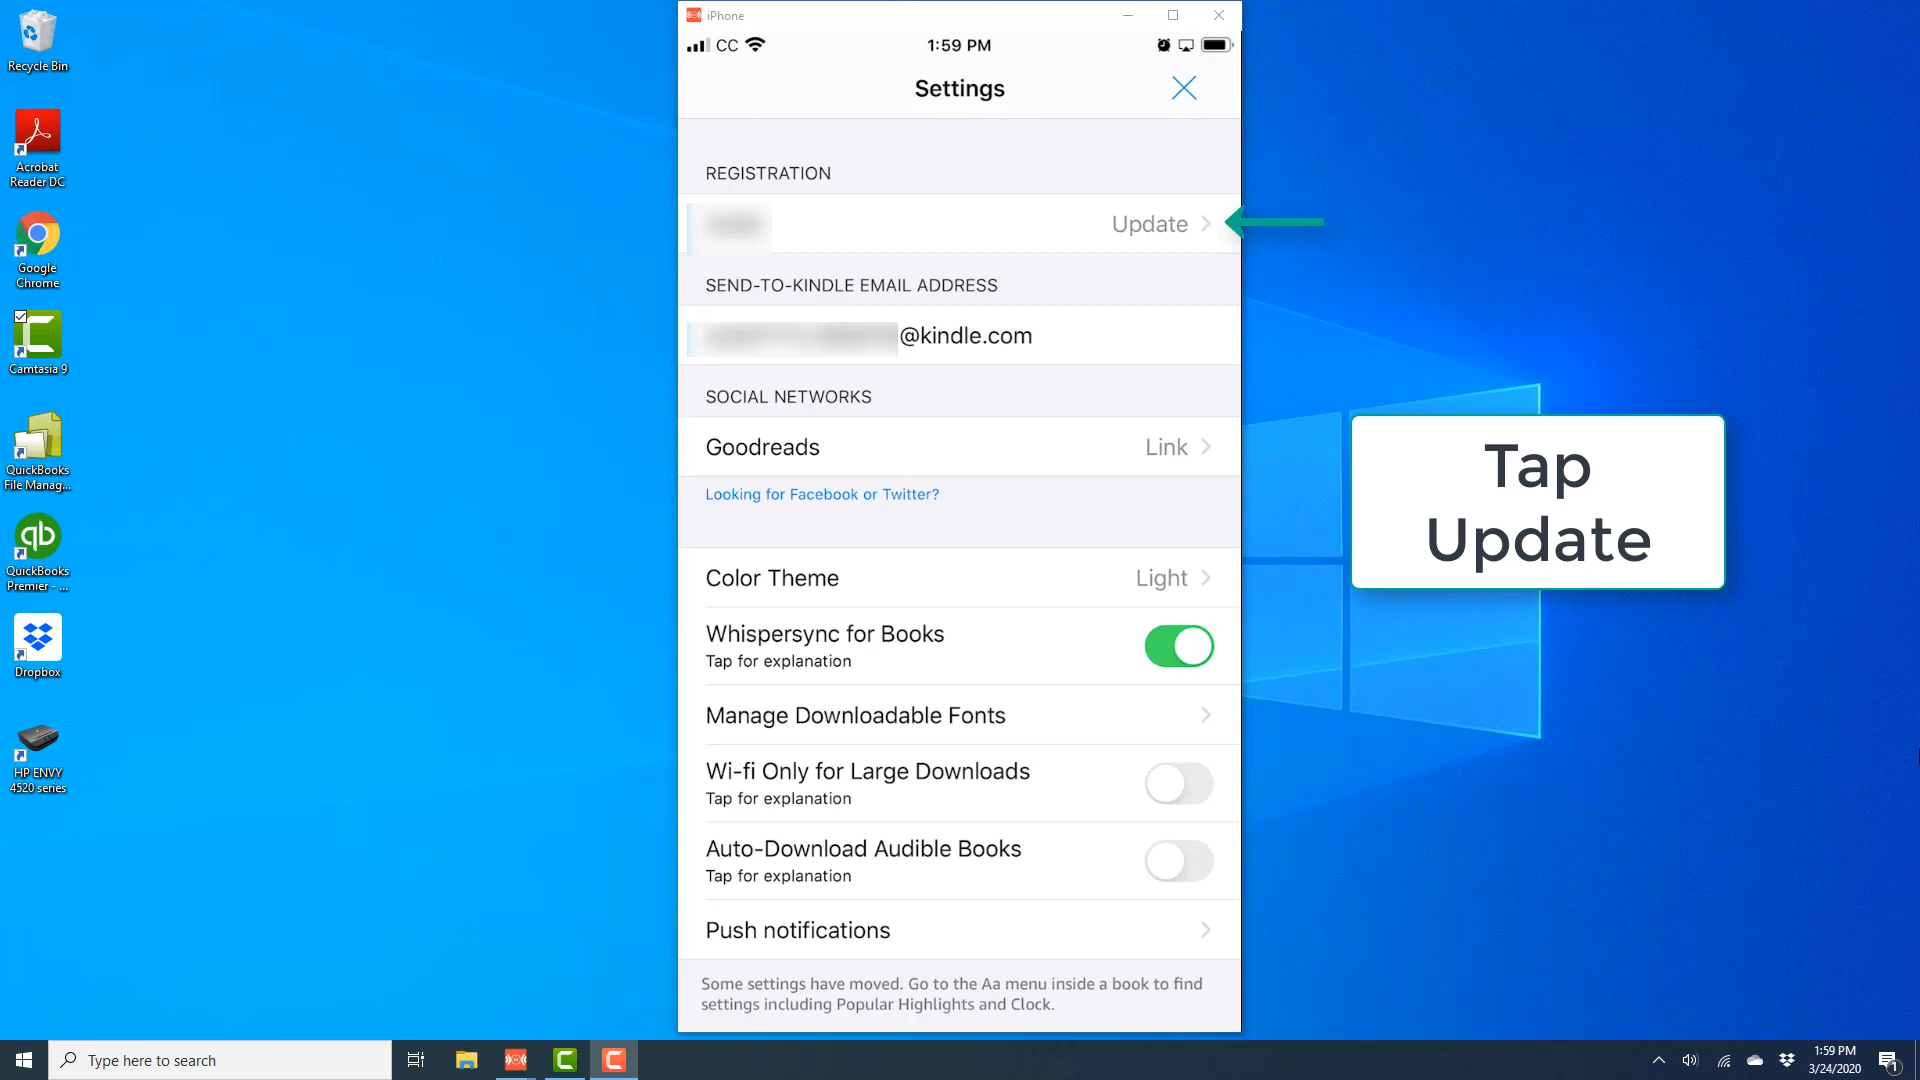 Recycle Bin
Acrobat
Reader DC
Google
Chrome
Camtasia 9
QuickBooks
File Manag...
QuickBooks
Premier - ...
Dropbox
HP ENVY
4520 series
iPhone
CC
1:59 PM
Settings
REGISTRATION
Update
SEND-TO-KINDLE EMAIL ADDRESS
@kindle.com
SOCIAL NETWORKS
Goodreads
Link
Looking for Facebook or Twitter?
Color Theme
Light
Whispersync for Books
Tap for explanation
Manage Downloadable Fonts
Wi-fi Only for Large Downloads
Tap for explanation
Auto-Download Audible Books
Tap for explanation
Push notifications
Some settings have moved. Go to the Aa menu inside a book to find
settings including Popular Highlights and Clock.
Tap
Update
Type here to search
1:59 PM
3/24/2020
1